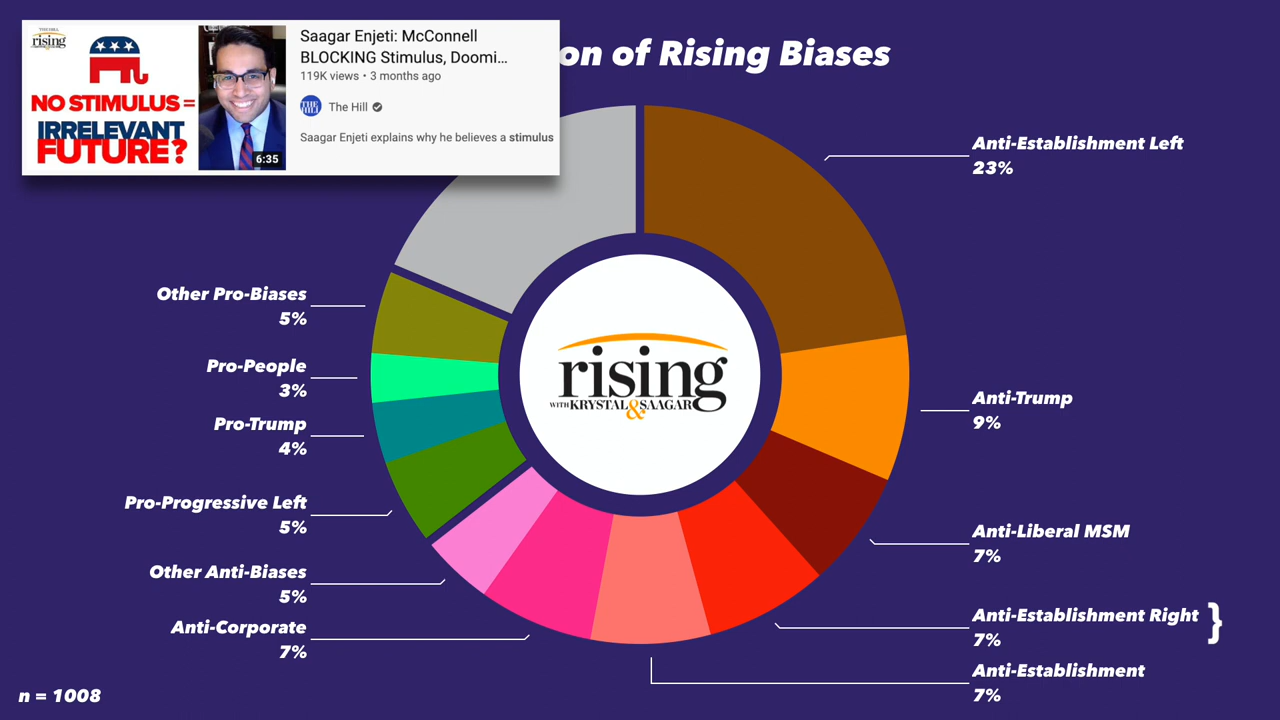 THE HILL
rising
NO STIMULUS =
IRRELEVANT
FUTURE?
6:35
Saagar Enjeti: McConnell
BLOCKING Stimulus, Doomi...
119K views • 3 months ago
THE HILL
The Hill
Saagar Enjeti explains why he believes a stimulus
on of Rising Biases
Anti-Establishment Left
23%
Anti-Trump
9%
Anti-Liberal MSM
7%
Anti-Establishment Right }
7%
Anti-Establishment
7%
Other Pro-Biases
5%
Pro-People
3%
Pro-Trump
4%
Pro-Progressive Left
5%
Other Anti-Biases
5%
Anti-Corporate
7%
rising
WITH KRYSTAL & SAAGAR
n = 1008